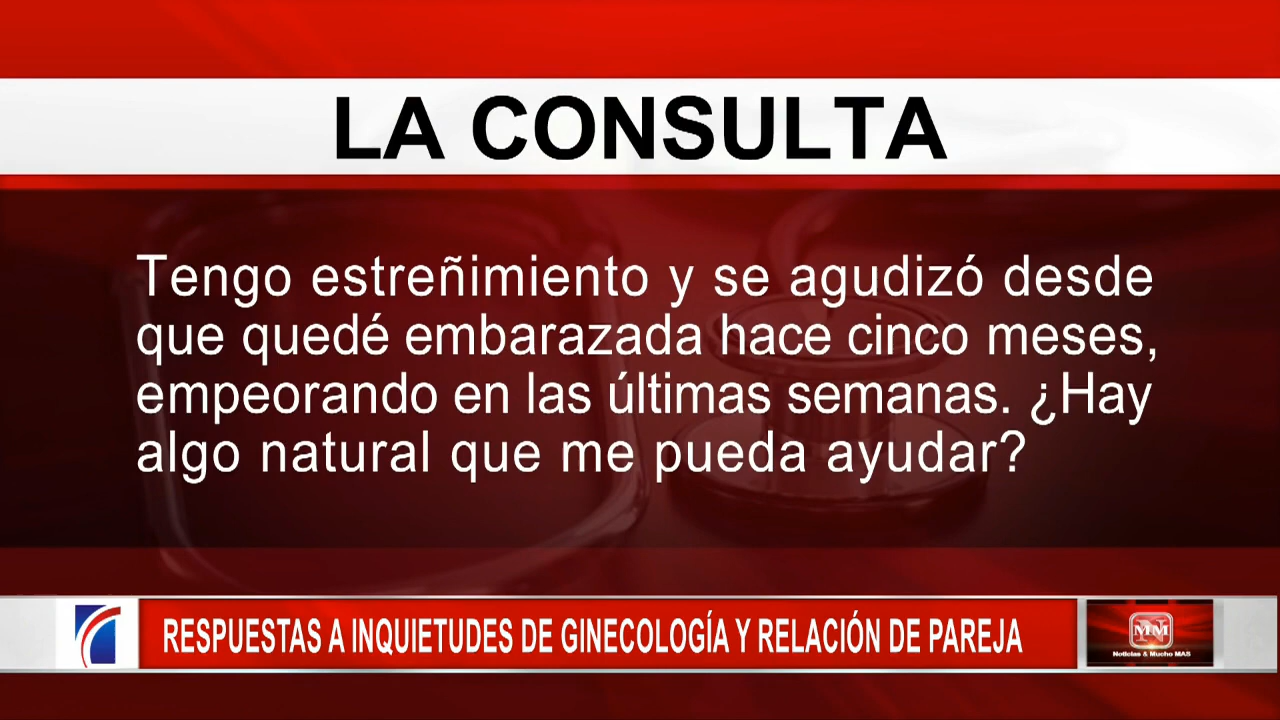 LA CONSULTA
Tengo estreñimiento y se agudizó desde
que quedé embarazada hace cinco meses,
empeorando en las últimas semanas. ¿Hay
algo natural que me pueda ayudar?
RESPUESTAS A INQUIETUDES DE GINECOLOGÍA Y RELACIÓN DE PAREJA
NMM
Noticias & Mucho MAS